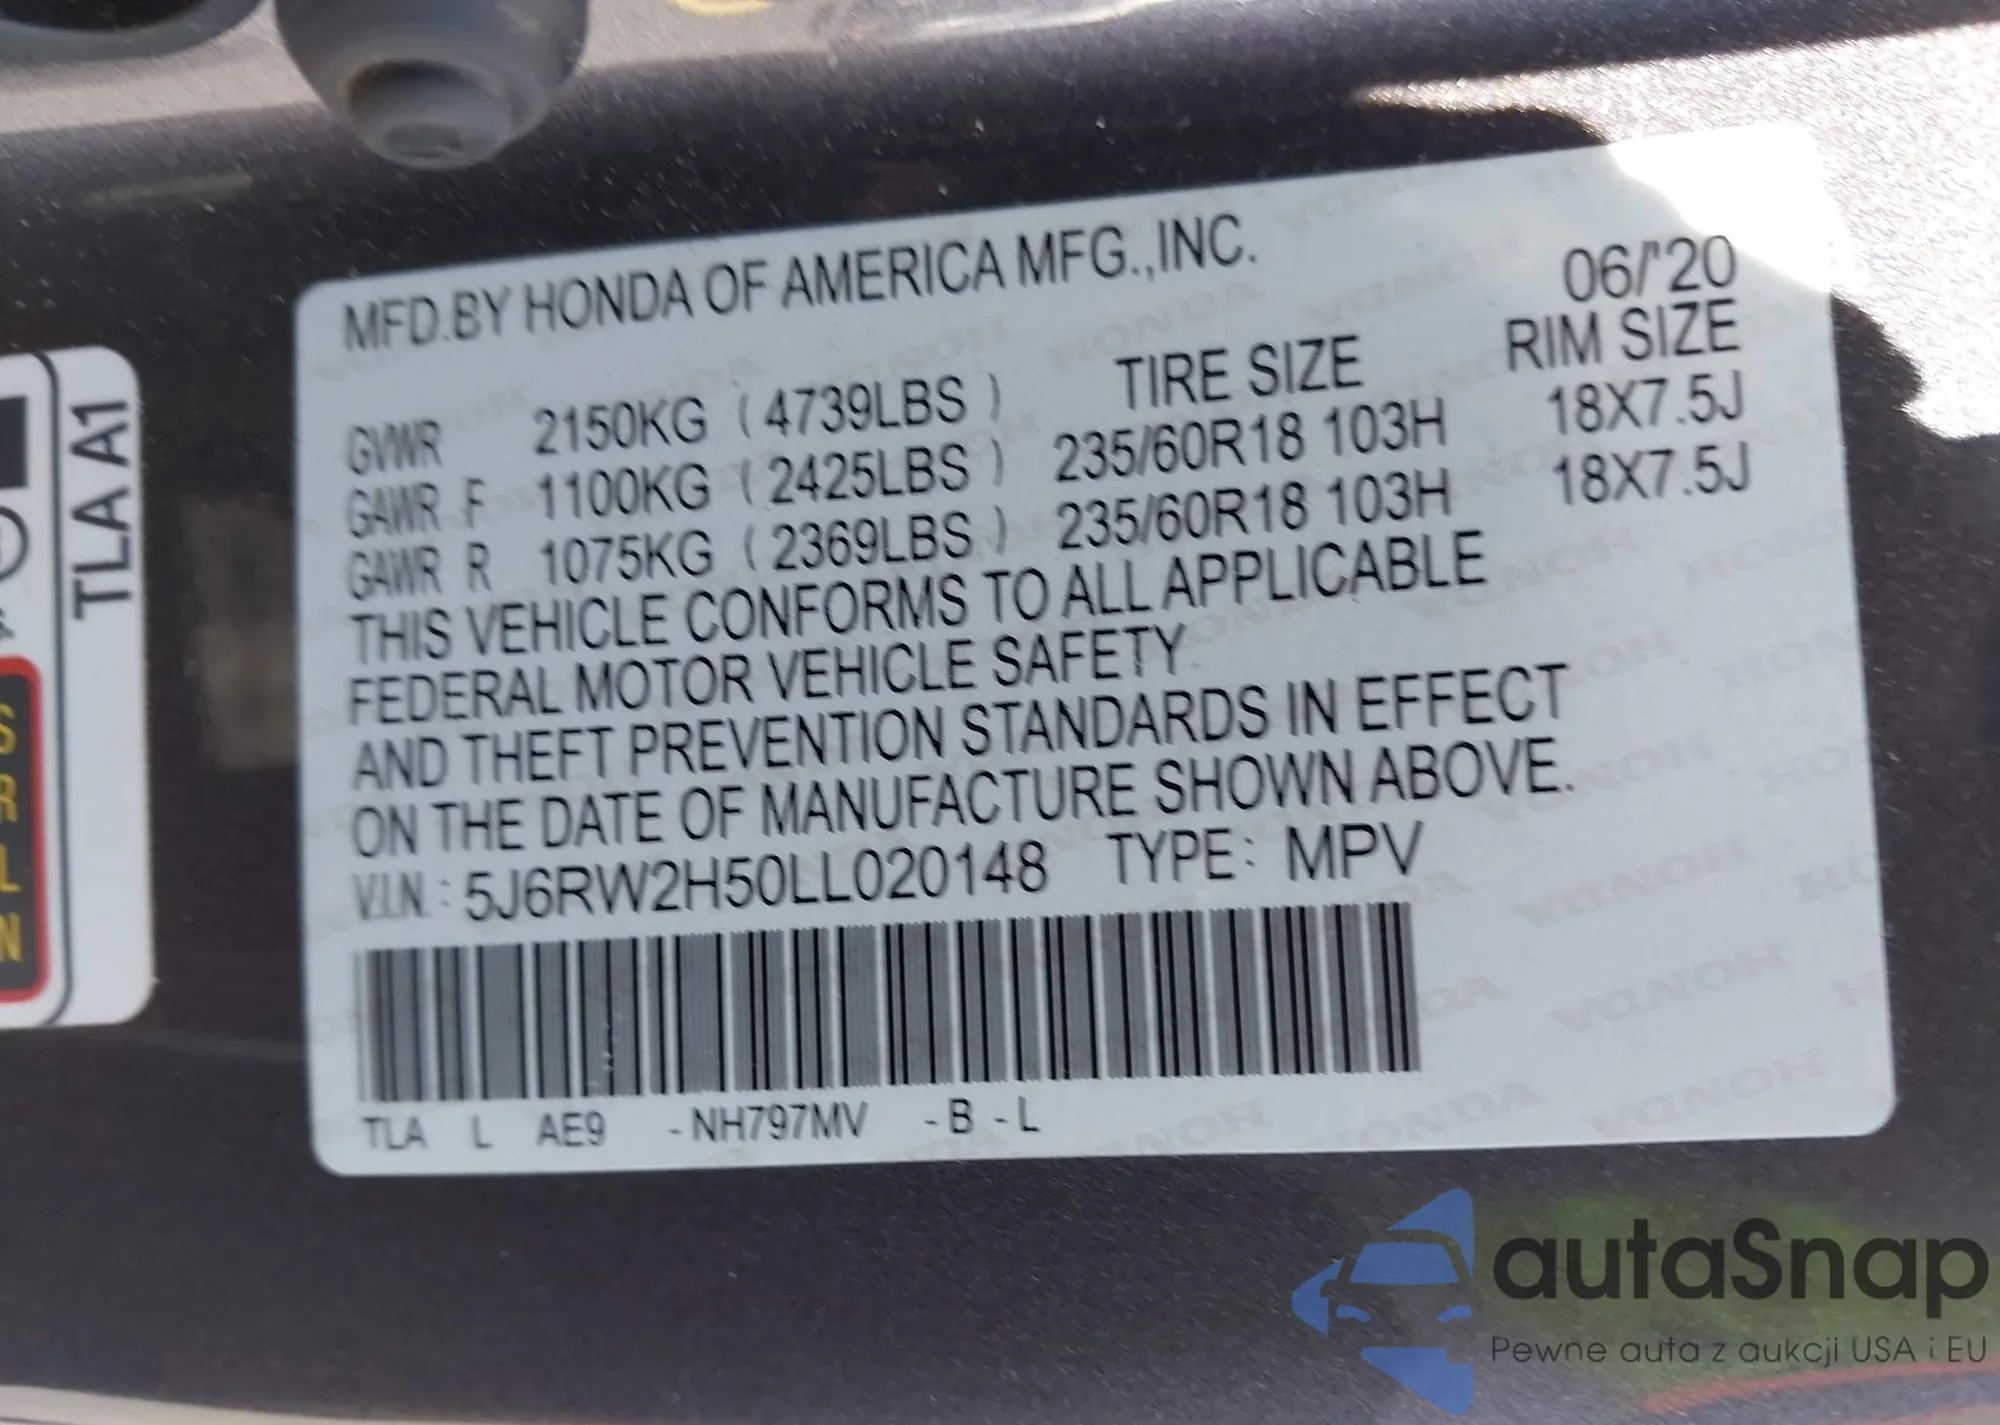 MFD.BY HONDA OF AMERICA MFG.,INC. 06/'20
TIRE SIZE RIM SIZE
GVWR 2150KG ( 4739LBS )
GAWR F 1100KG ( 2425LBS ) 235/60R18 103H 18X7.5J
GAWR R 1075KG ( 2369LBS ) 235/60R18 103H 18X7.5J
THIS VEHICLE CONFORMS TO ALL APPLICABLE
FEDERAL MOTOR VEHICLE SAFETY
AND THEFT PREVENTION STANDARDS IN EFFECT
ON THE DATE OF MANUFACTURE SHOWN ABOVE.
V.I.N. : 5J6RW2H50LL020148 TYPE: MPV
TLA L AE9 -NH797MV -B -L
TLA A1
S
R
L
N
autaSnap
Pewne auta z aukcji USA i EU